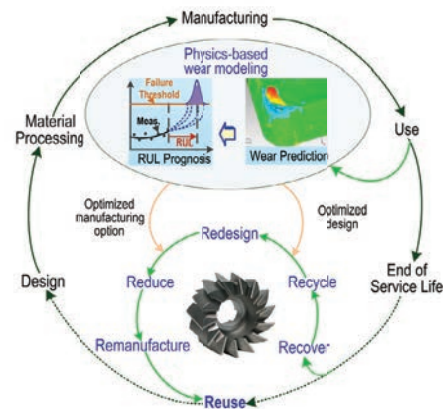 Manufacturing
Physics-based
wear modeling
Failure
Threshold
Meas.
RUL
RUL Prognosis
Wear Prediction
Material
Processing
Use
Optimized
manufacturing
option
Optimized
design
Redesign
Design
Reduce
Recycle
End of
Service Life
Remanufacture
Recover
Reuse